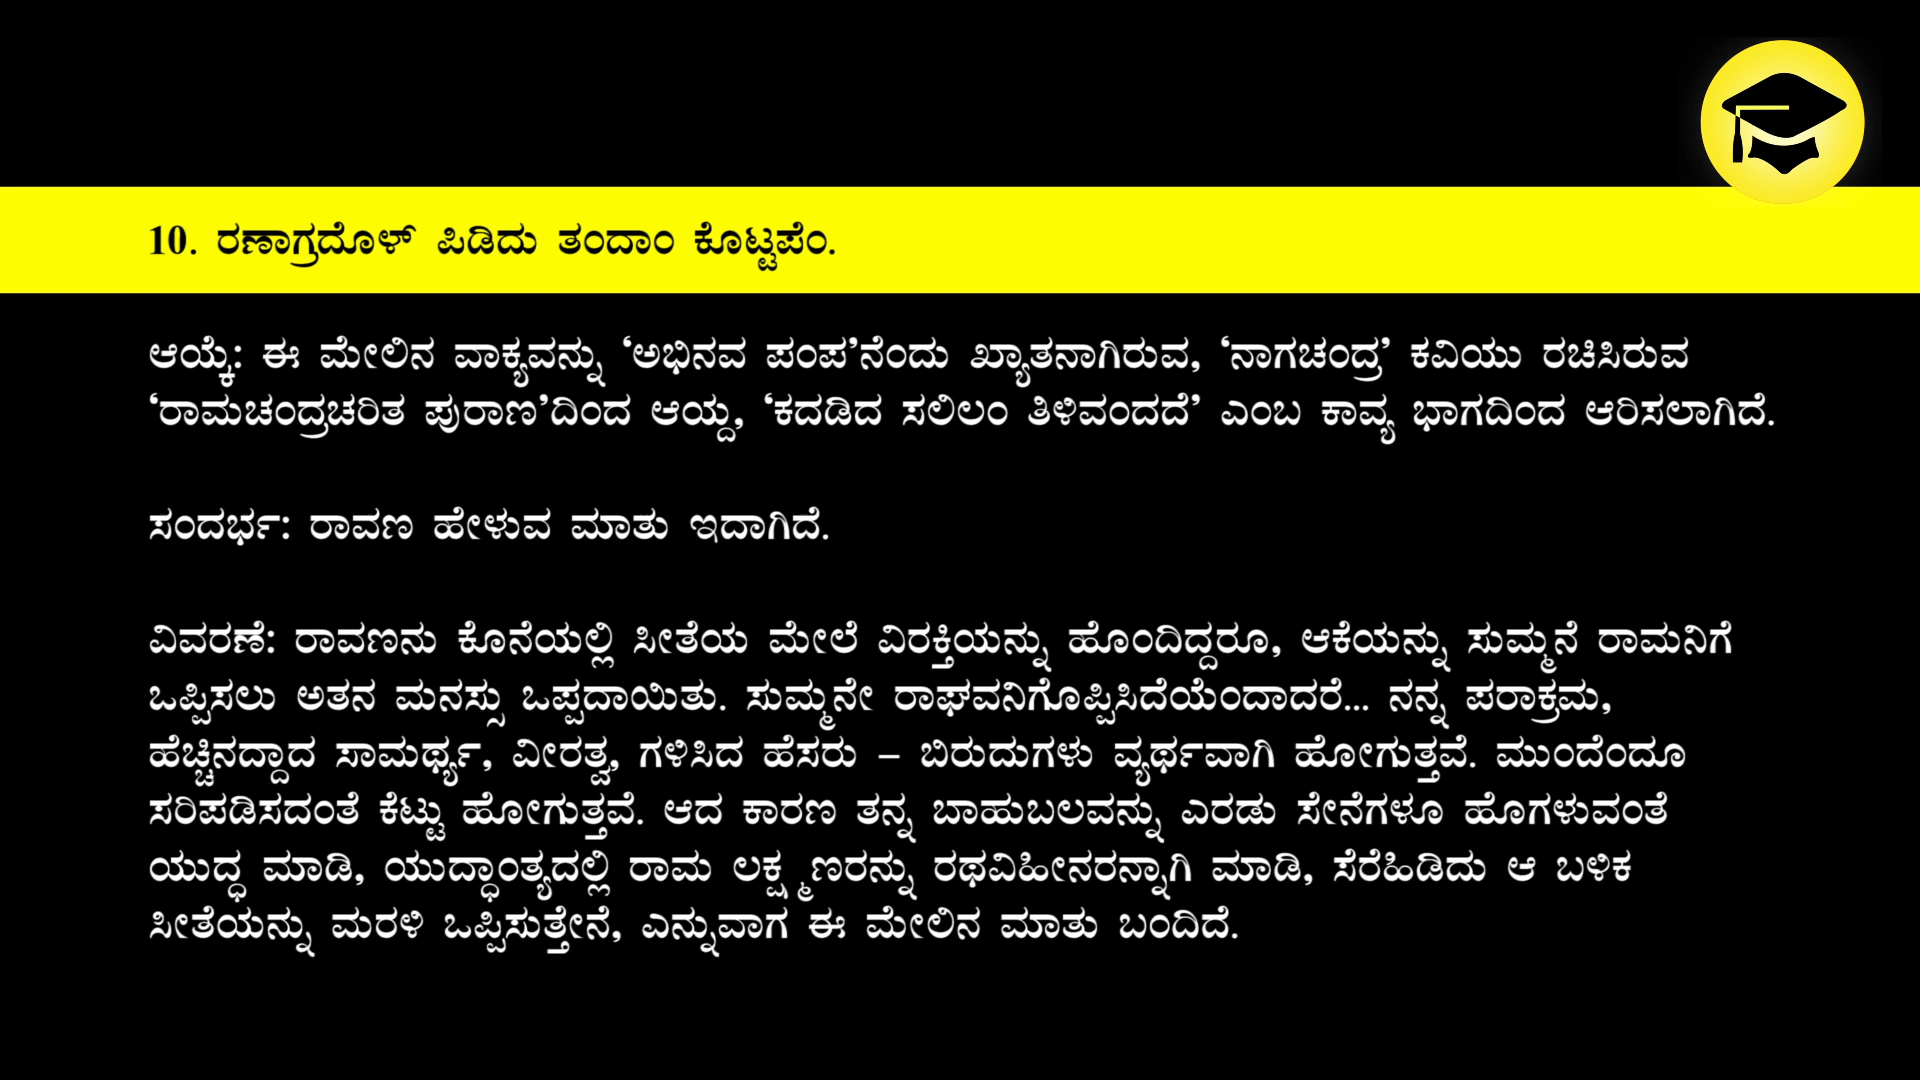 10. ರಣಾಗ್ರದೊಳ್ ಪಿಡಿದು ತಂದಾಂ ಕೊಟ್ಟಪೆಂ.
ಆಯ್ಕೆ: ಈ ಮೇಲಿನ ವಾಕ್ಯವನ್ನು ‘ಅಭಿನವ ಪಂಪ’ನೆಂದು ಖ್ಯಾತನಾಗಿರುವ, ‘ನಾಗಚಂದ್ರ’ ಕವಿಯು ರಚಿಸಿರುವ
‘ರಾಮಚಂದ್ರಚರಿತ ಪುರಾಣ’ದಿಂದ ಆಯ್ದ, ‘ಕದಡಿದ ಸಲಿಲಂ ತಿಳಿವಂದದೆ’ ಎಂಬ ಕಾವ್ಯ ಭಾಗದಿಂದ ಆರಿಸಲಾಗಿದೆ.
ಸಂದರ್ಭ: ರಾವಣ ಹೇಳುವ ಮಾತು ಇದಾಗಿದೆ.
ವಿವರಣೆ: ರಾವಣನು ಕೊನೆಯಲ್ಲಿ ಸೀತೆಯ ಮೇಲೆ ವಿರಕ್ತಿಯನ್ನು ಹೊಂದಿದ್ದರೂ, ಆಕೆಯನ್ನು ಸುಮ್ಮನೆ ರಾಮನಿಗೆ
ಒಪ್ಪಿಸಲು ಅತನ ಮನಸ್ಸು ಒಪ್ಪದಾಯಿತು. ಸುಮ್ಮನೇ ರಾಘವನಿಗೊಪ್ಪಿಸಿದೆಯೆಂದಾದರೆ... ನನ್ನ ಪರಾಕ್ರಮ,
ಹೆಚ್ಚಿನದ್ದಾದ ಸಾಮರ್ಥ್ಯ, ವೀರತ್ವ, ಗಳಿಸಿದ ಹೆಸರು – ಬಿರುದುಗಳು ವ್ಯರ್ಥವಾಗಿ ಹೋಗುತ್ತವೆ. ಮುಂದೆಂದೂ
ಸರಿಪಡಿಸದಂತೆ ಕೆಟ್ಟು ಹೋಗುತ್ತವೆ. ಆದ ಕಾರಣ ತನ್ನ ಬಾಹುಬಲವನ್ನು ಎರಡು ಸೇನೆಗಳೂ ಹೊಗಳುವಂತೆ
ಯುದ್ಧ ಮಾಡಿ, ಯುದ್ಧಾಂತ್ಯದಲ್ಲಿ ರಾಮ ಲಕ್ಷ್ಮಣರನ್ನು ರಥವಿಹೀನರನ್ನಾಗಿ ಮಾಡಿ, ಸೆರೆಹಿಡಿದು ಆ ಬಳಿಕ
ಸೀತೆಯನ್ನು ಮರಳಿ ಒಪ್ಪಿಸುತ್ತೇನೆ, ಎನ್ನುವಾಗ ಈ ಮೇಲಿನ ಮಾತು ಬಂದಿದೆ.